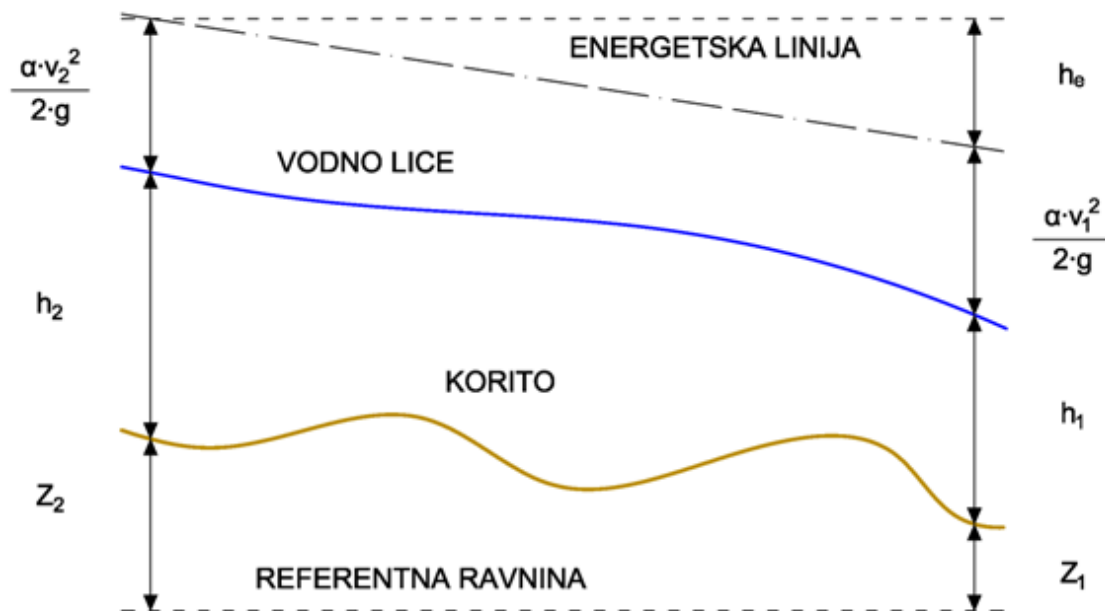 ENERGETSKA LINIJA
α·v₂²
2·g
hₑ
VODNO LICE
α·v₁²
2·g
h₂
KORITO
h₁
Z₂
REFERENTNA RAVNINA
Z₁